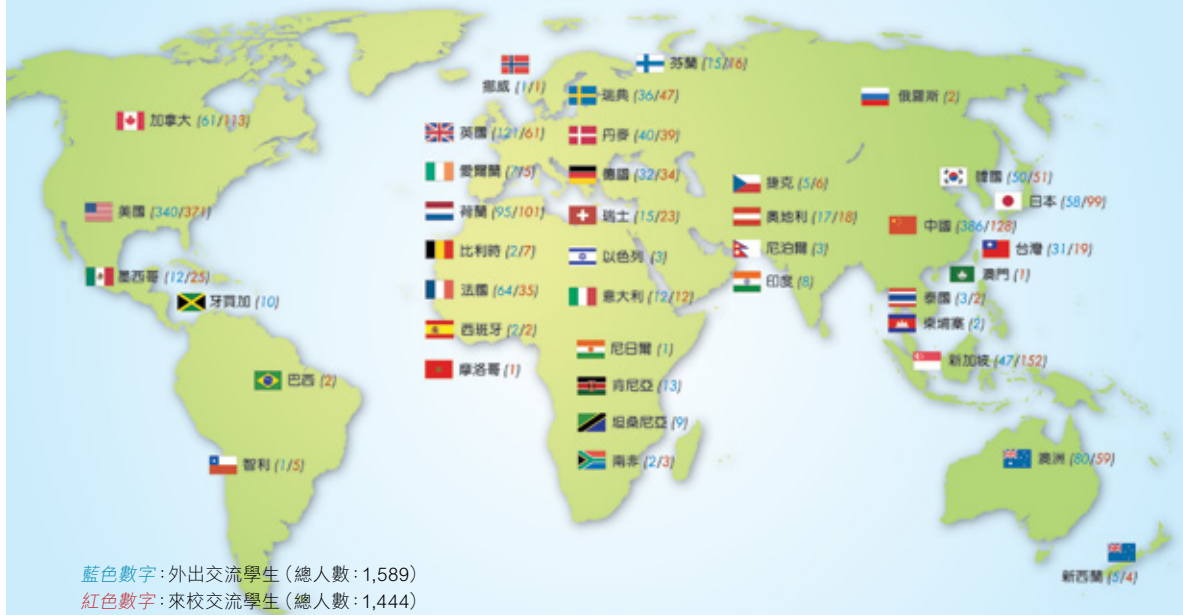 芬蘭 (15/16)
挪威 (1/1)
瑞典 (36/47)
俄羅斯 (2)
加拿大 (61/113)
英國 (121/61)
丹麥 (40/39)
愛爾蘭 (7/5)
德國 (32/34)
捷克 (5/6)
韓國 (50/51)
日本 (58/99)
美國 (340/371)
荷蘭 (95/101)
瑞士 (15/23)
奧地利 (17/18)
中國 (386/128)
比利時 (2/7)
以色列 (3)
尼泊爾 (3)
台灣 (31/19)
墨西哥 (12/25)
印度 (8)
澳門 (1)
牙買加 (10)
法國 (64/35)
意大利 (12/12)
泰國 (3/2)
西班牙 (2/2)
柬埔寨 (2)
尼日爾 (1)
新加坡 (47/152)
摩洛哥 (1)
巴西 (2)
肯尼亞 (13)
坦桑尼亞 (9)
智利 (1/5)
南非 (2/3)
澳洲 (80/59)
新西蘭 (5/4)
藍色數字：外出交流學生（總人數：1,589）
紅色數字：來校交流學生（總人數：1,444）